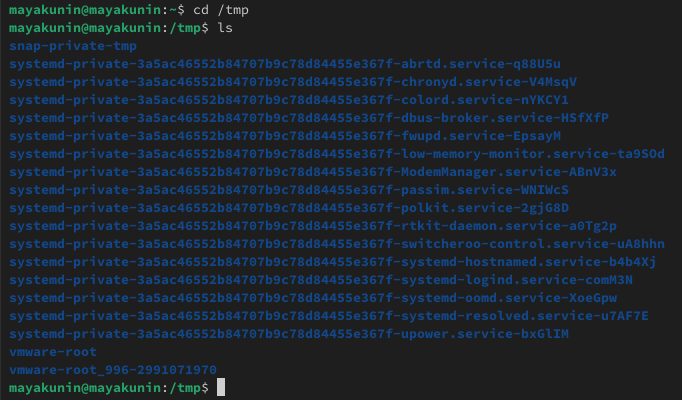 mayakunin@mayakunin:~$ cd /tmp
mayakunin@mayakunin:/tmp$ ls
snap-private-tmp
systemd-private-3a5ac46552b84707b9c78d84455e367f-abrtd.service-q88U5u
systemd-private-3a5ac46552b84707b9c78d84455e367f-chronyd.service-V4MsqV
systemd-private-3a5ac46552b84707b9c78d84455e367f-colord.service-nYKCY1
systemd-private-3a5ac46552b84707b9c78d84455e367f-dbus-broker.service-HSfXfP
systemd-private-3a5ac46552b84707b9c78d84455e367f-fwupd.service-EpsayM
systemd-private-3a5ac46552b84707b9c78d84455e367f-low-memory-monitor.service-ta9SOd
systemd-private-3a5ac46552b84707b9c78d84455e367f-ModemManager.service-ABnV3x
systemd-private-3a5ac46552b84707b9c78d84455e367f-passim.service-WNIWcS
systemd-private-3a5ac46552b84707b9c78d84455e367f-polkit.service-2gjG8D
systemd-private-3a5ac46552b84707b9c78d84455e367f-rtkit-daemon.service-a0Tg2p
systemd-private-3a5ac46552b84707b9c78d84455e367f-switcheroo-control.service-uA8hhn
systemd-private-3a5ac46552b84707b9c78d84455e367f-systemd-hostnamed.service-b4b4Xj
systemd-private-3a5ac46552b84707b9c78d84455e367f-systemd-logind.service-comM3N
systemd-private-3a5ac46552b84707b9c78d84455e367f-systemd-oomd.service-XoeGpw
systemd-private-3a5ac46552b84707b9c78d84455e367f-systemd-resolved.service-u7AF7E
systemd-private-3a5ac46552b84707b9c78d84455e367f-upower.service-bxGlIM
vmware-root
vmware-root_996-2991071970
mayakunin@mayakunin:/tmp$